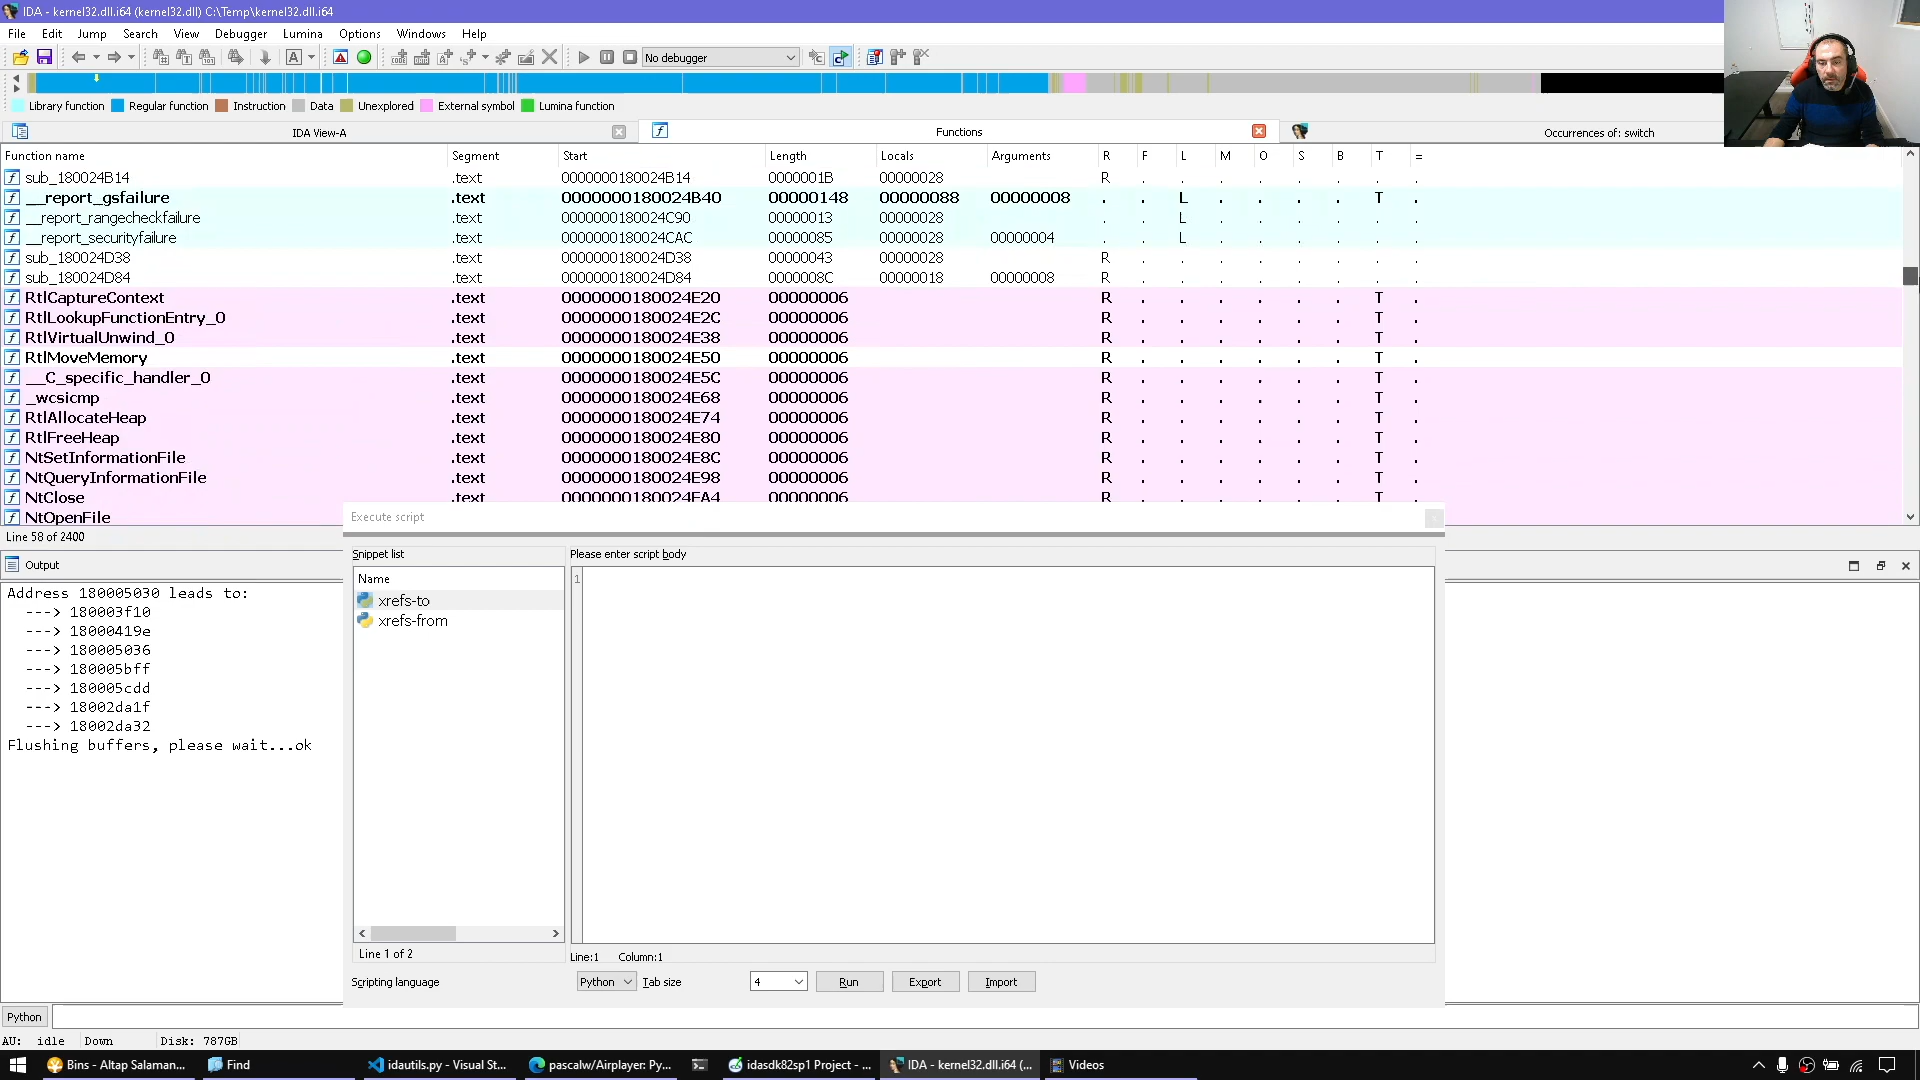 IDA - kernel32.dll.i64 (kernel32.dll) C:\Temp\kernel32.dll.i64
File Edit Jump Search View Debugger Lumina Options Windows Help
No debugger
Library function Regular function Instruction Data Unexplored External symbol Lumina function
IDA View-A Functions Occurrences of: switch
Function name Segment Start Length Locals Arguments R F L M O S B T =
sub_180024B14 .text 0000000180024B14 0000001B 00000028 R . . . . . . . .
__report_gsfailure .text 0000000180024B40 00000148 00000088 00000008 . . L . . . . T .
__report_rangecheckfailure .text 0000000180024C90 00000013 00000028 . . L . . . . . .
__report_securityfailure .text 0000000180024CAC 00000085 00000028 00000004 . . L . . . . . .
sub_180024D38 .text 0000000180024D38 00000043 00000028 R . . . . . . . .
sub_180024D84 .text 0000000180024D84 0000008C 00000018 00000008 R . . . . . . . .
RtlCaptureContext .text 0000000180024E20 00000006 R . . . . . . T .
RtlLookupFunctionEntry_0 .text 0000000180024E2C 00000006 R . . . . . . T .
RtlVirtualUnwind_0 .text 0000000180024E38 00000006 R . . . . . . T .
RtlMoveMemory .text 0000000180024E50 00000006 R . . . . . . T .
__C_specific_handler_0 .text 0000000180024E5C 00000006 R . . . . . . T .
_wcsicmp .text 0000000180024E68 00000006 R . . . . . . T .
RtlAllocateHeap .text 0000000180024E74 00000006 R . . . . . . T .
RtlFreeHeap .text 0000000180024E80 00000006 R . . . . . . T .
NtSetInformationFile .text 0000000180024E8C 00000006 R . . . . . . T .
NtQueryInformationFile .text 0000000180024E98 00000006 R . . . . . . T .
NtClose .text 0000000180024EA4 00000006 R . . . . . . T .
NtOpenFile
Line 58 of 2400
Output
Address 180005030 leads to:
---> 180003f10
---> 18000419e
---> 180005036
---> 180005bff
---> 180005cdd
---> 18002da1f
---> 18002da32
Flushing buffers, please wait...ok
Execute script
Snippet list Please enter script body
Name
1
xrefs-to
xrefs-from
Line 1 of 2
Line:1 Column:1
Scripting language Python Tab size 4 Run Export Import
Python
AU: idle Down Disk: 787GB
Bins - Altap Salaman... Find idautils.py - Visual St... pascalw/Airplayer: Py... idasdk82sp1 Project - ... IDA - kernel32.dll.i64 (... Videos